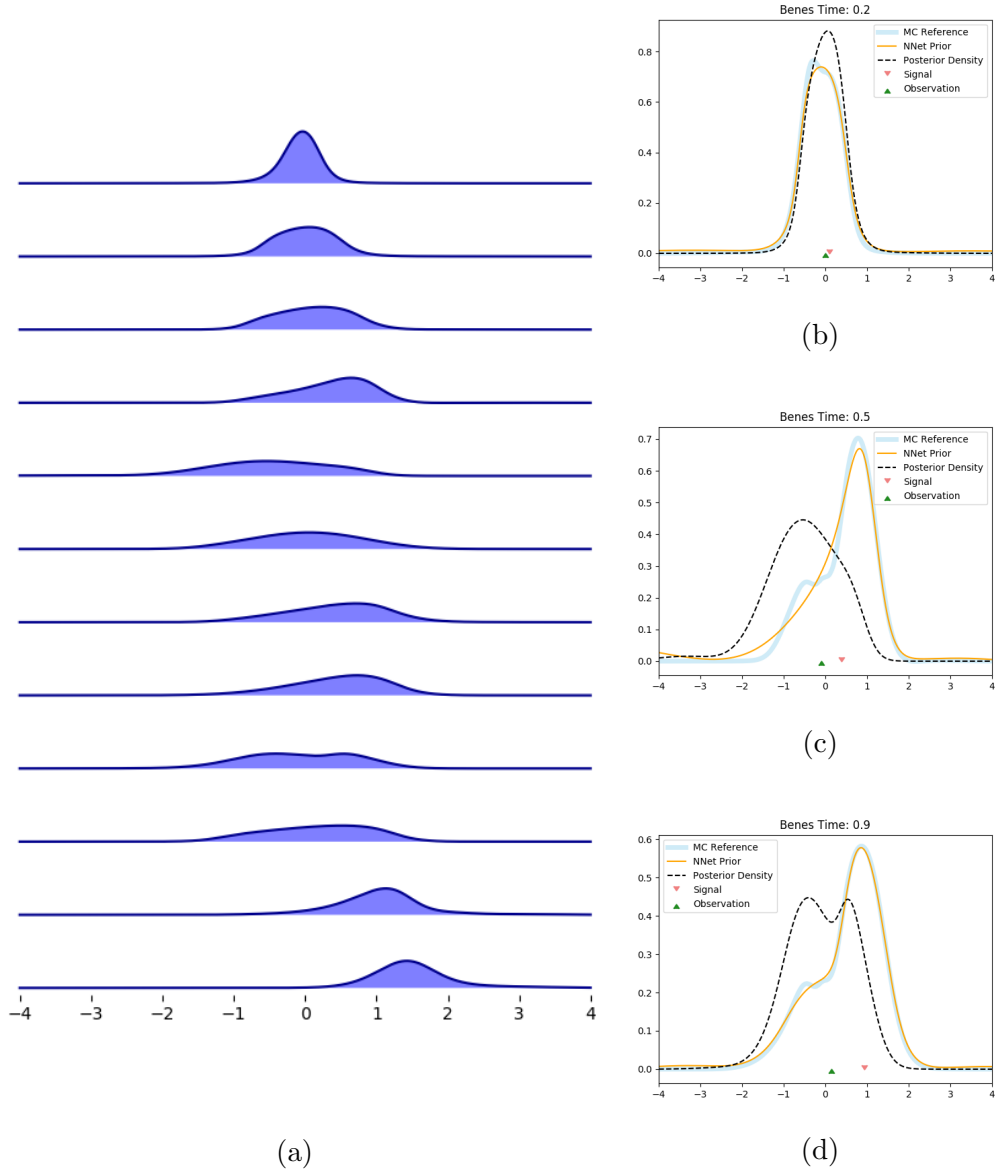 −4 −3 −2 −1 0 1 2 3 4
(a)
Benes Time: 0.2
MC Reference
NNet Prior
Posterior Density
Signal
Observation
0.8
0.6
0.4
0.2
0.0
−4 −3 −2 −1 0 1 2 3 4
(b)
Benes Time: 0.5
MC Reference
NNet Prior
Posterior Density
Signal
Observation
0.7
0.6
0.5
0.4
0.3
0.2
0.1
0.0
−4 −3 −2 −1 0 1 2 3 4
(c)
Benes Time: 0.9
MC Reference
NNet Prior
Posterior Density
Signal
Observation
0.6
0.5
0.4
0.3
0.2
0.1
0.0
−4 −3 −2 −1 0 1 2 3 4
(d)